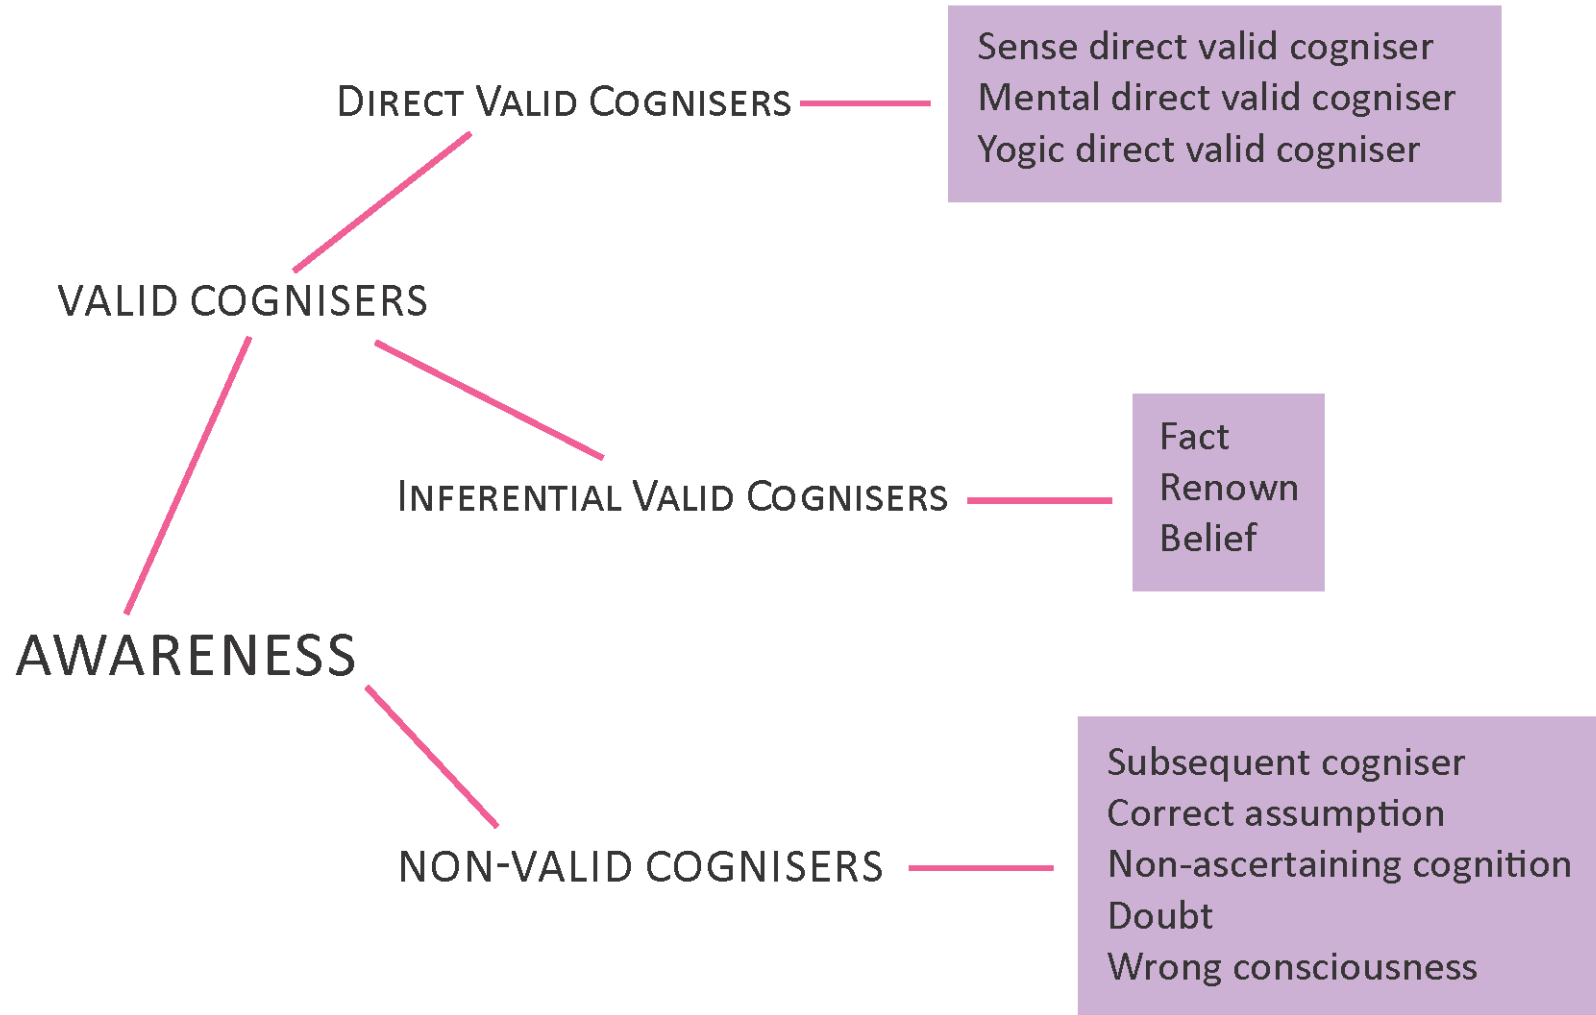 DIRECT VALID COGNISERS
Sense direct valid cogniser
Mental direct valid cogniser
Yogic direct valid cogniser
VALID COGNISERS
INFERENTIAL VALID COGNISERS
Fact
Renown
Belief
AWARENESS
NON-VALID COGNISERS
Subsequent cogniser
Correct assumption
Non-ascertaining cognition
Doubt
Wrong consciousness